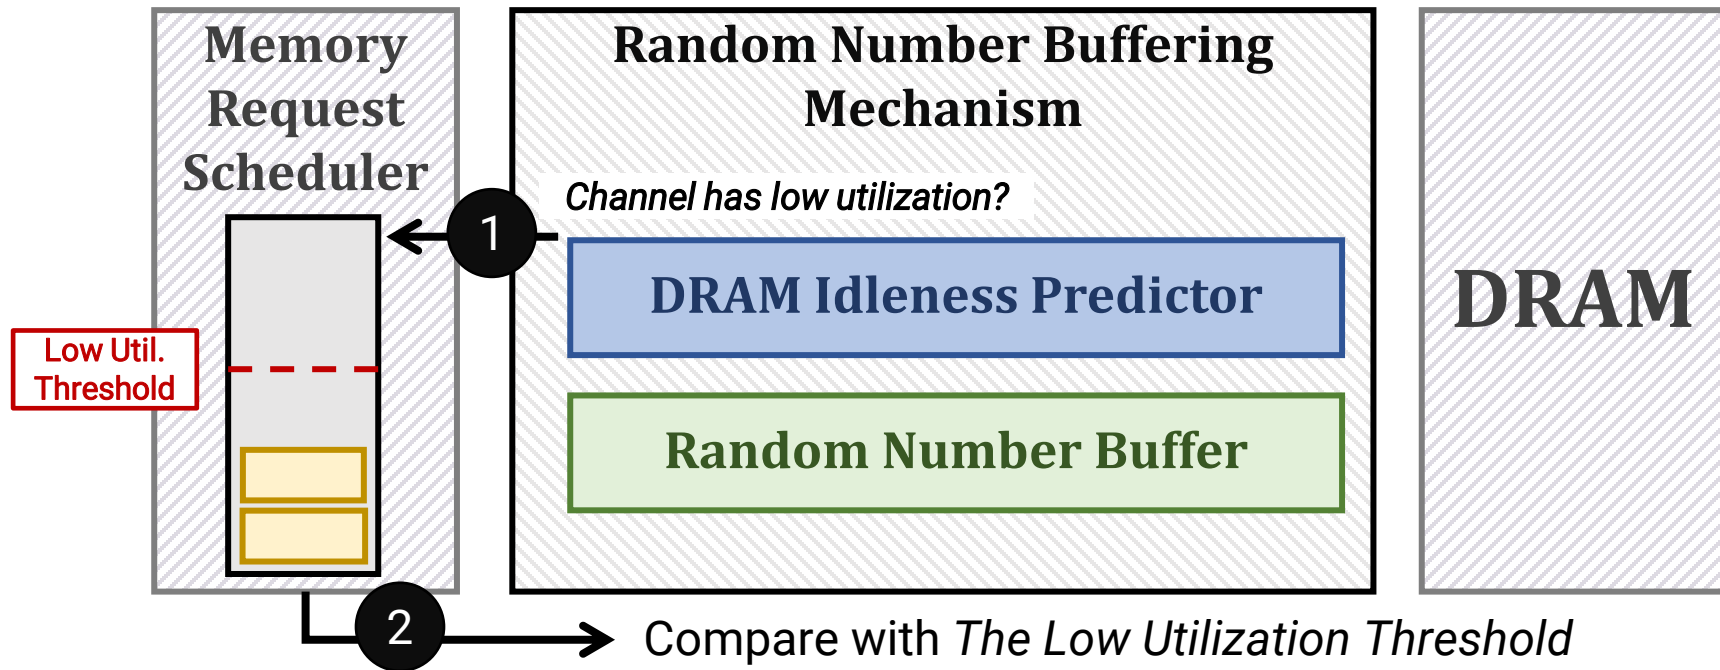 Memory
Request
Scheduler
Random Number Buffering
Mechanism
Channel has low utilization?
1
DRAM Idleness Predictor
DRAM
Low Util.
Threshold
Random Number Buffer
2
Compare with The Low Utilization Threshold